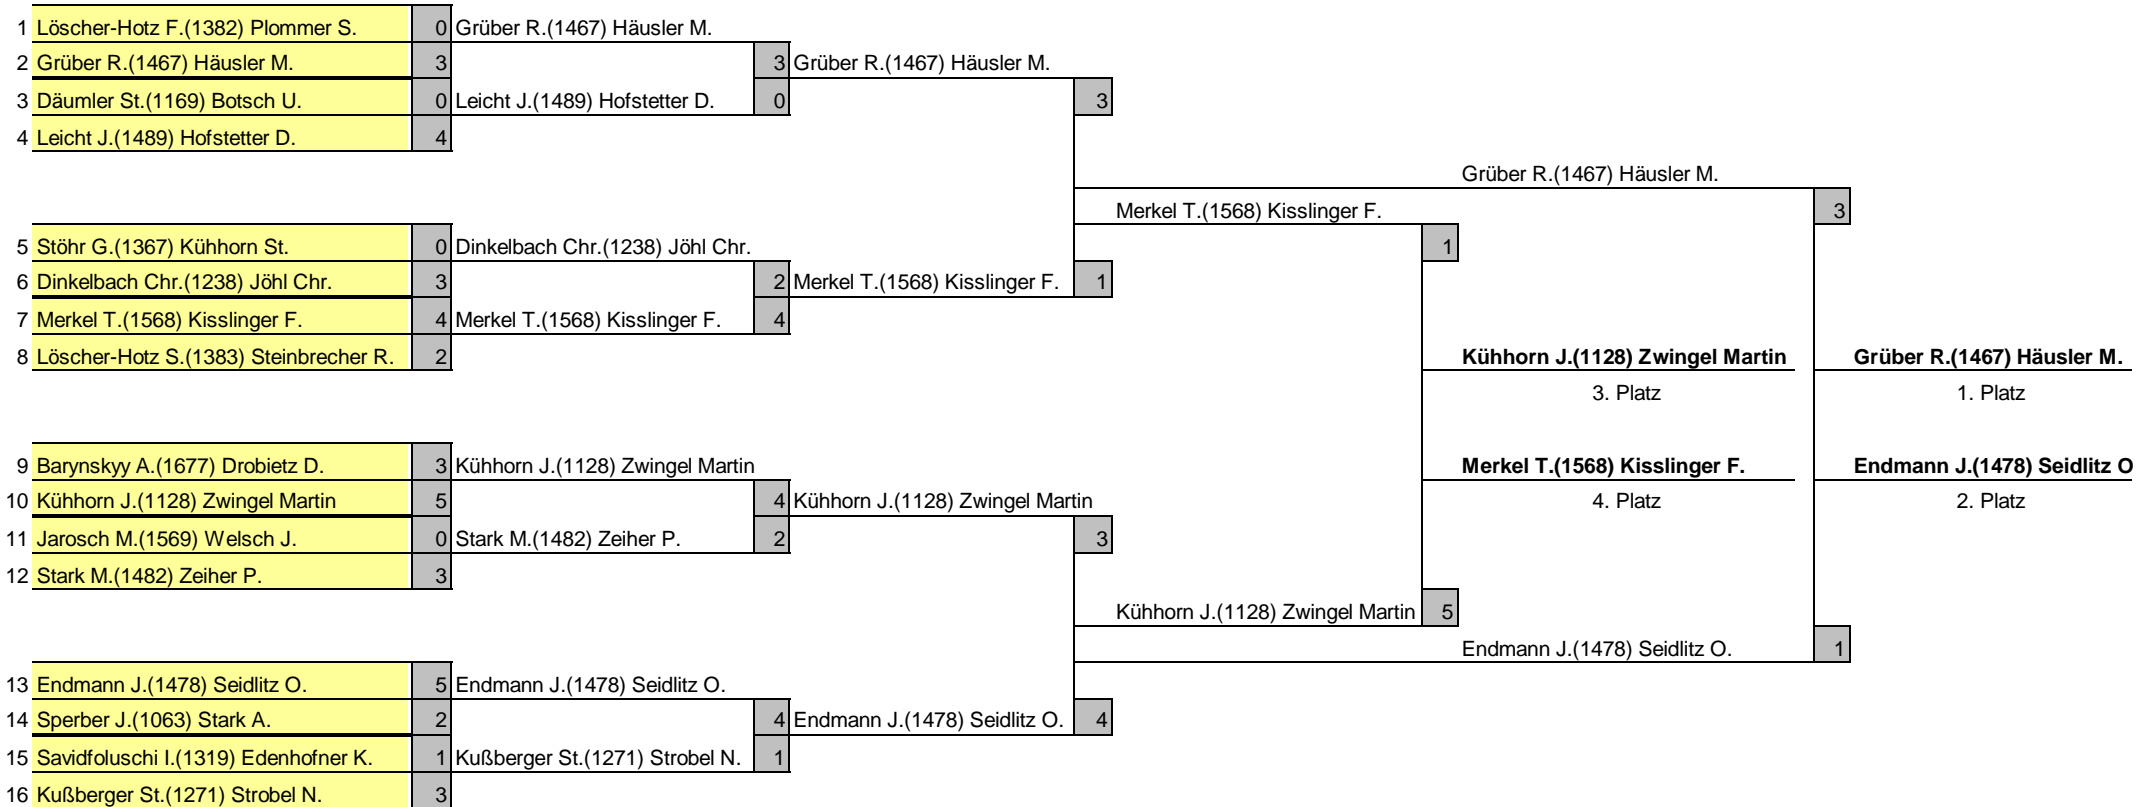 1 Löscher-Hotz F.(1382) Plommer S. 0 Grüber R.(1467) Häusler M.
2 Grüber R.(1467) Häusler M. 3 3 Grüber R.(1467) Häusler M.
3 Däumler St.(1169) Botsch U. 0 Leicht J.(1489) Hofstetter D. 0 3
4 Leicht J.(1489) Hofstetter D. 4
Grüber R.(1467) Häusler M.
Merkel T.(1568) Kisslinger F. 3
5 Stöhr G.(1367) Kühhorn St. 0 Dinkelbach Chr.(1238) Jöhl Chr. 1
6 Dinkelbach Chr.(1238) Jöhl Chr. 3 2 Merkel T.(1568) Kisslinger F. 1
7 Merkel T.(1568) Kisslinger F. 4 Merkel T.(1568) Kisslinger F. 4
8 Löscher-Hotz S.(1383) Steinbrecher R. 2 Kühhorn J.(1128) Zwingel Martin Grüber R.(1467) Häusler M.
3. Platz 1. Platz
9 Barynskyy A.(1677) Drobietz D. 3 Kühhorn J.(1128) Zwingel Martin Merkel T.(1568) Kisslinger F. Endmann J.(1478) Seidlitz O
10 Kühhorn J.(1128) Zwingel Martin 5 4 Kühhorn J.(1128) Zwingel Martin 4. Platz 2. Platz
11 Jarosch M.(1569) Welsch J. 0 Stark M.(1482) Zeiher P. 2 3
12 Stark M.(1482) Zeiher P. 3
Kühhorn J.(1128) Zwingel Martin 5
Endmann J.(1478) Seidlitz O. 1
13 Endmann J.(1478) Seidlitz O. 5 Endmann J.(1478) Seidlitz O.
14 Sperber J.(1063) Stark A. 2 4 Endmann J.(1478) Seidlitz O. 4
15 Savidfoluschi I.(1319) Edenhofner K. 1 Kußberger St.(1271) Strobel N. 1
16 Kußberger St.(1271) Strobel N. 3